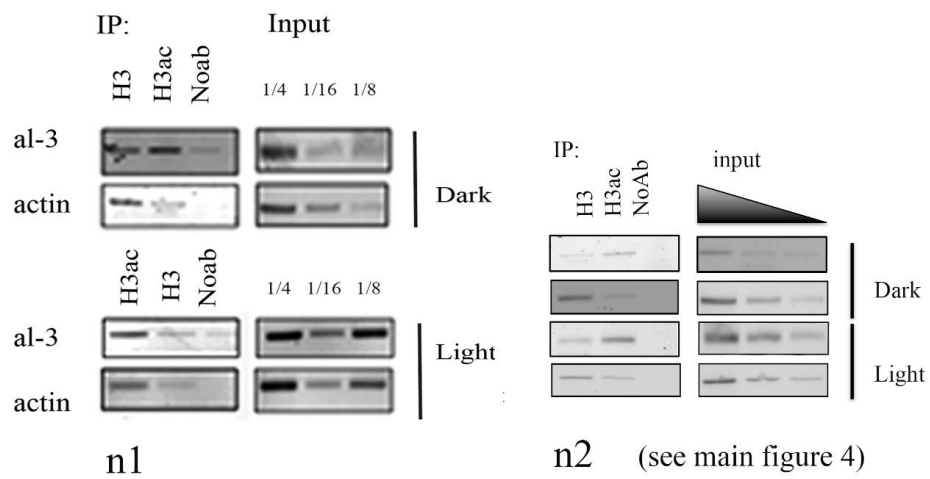 IP: Input
H3 H3ac Noab 1/4 1/16 1/8
al-3
actin
Dark
H3ac H3 Noab 1/4 1/16 1/8
al-3
actin
Light
n1
IP: input
H3 H3ac NoAb
Dark
Light
n2 (see main figure 4)